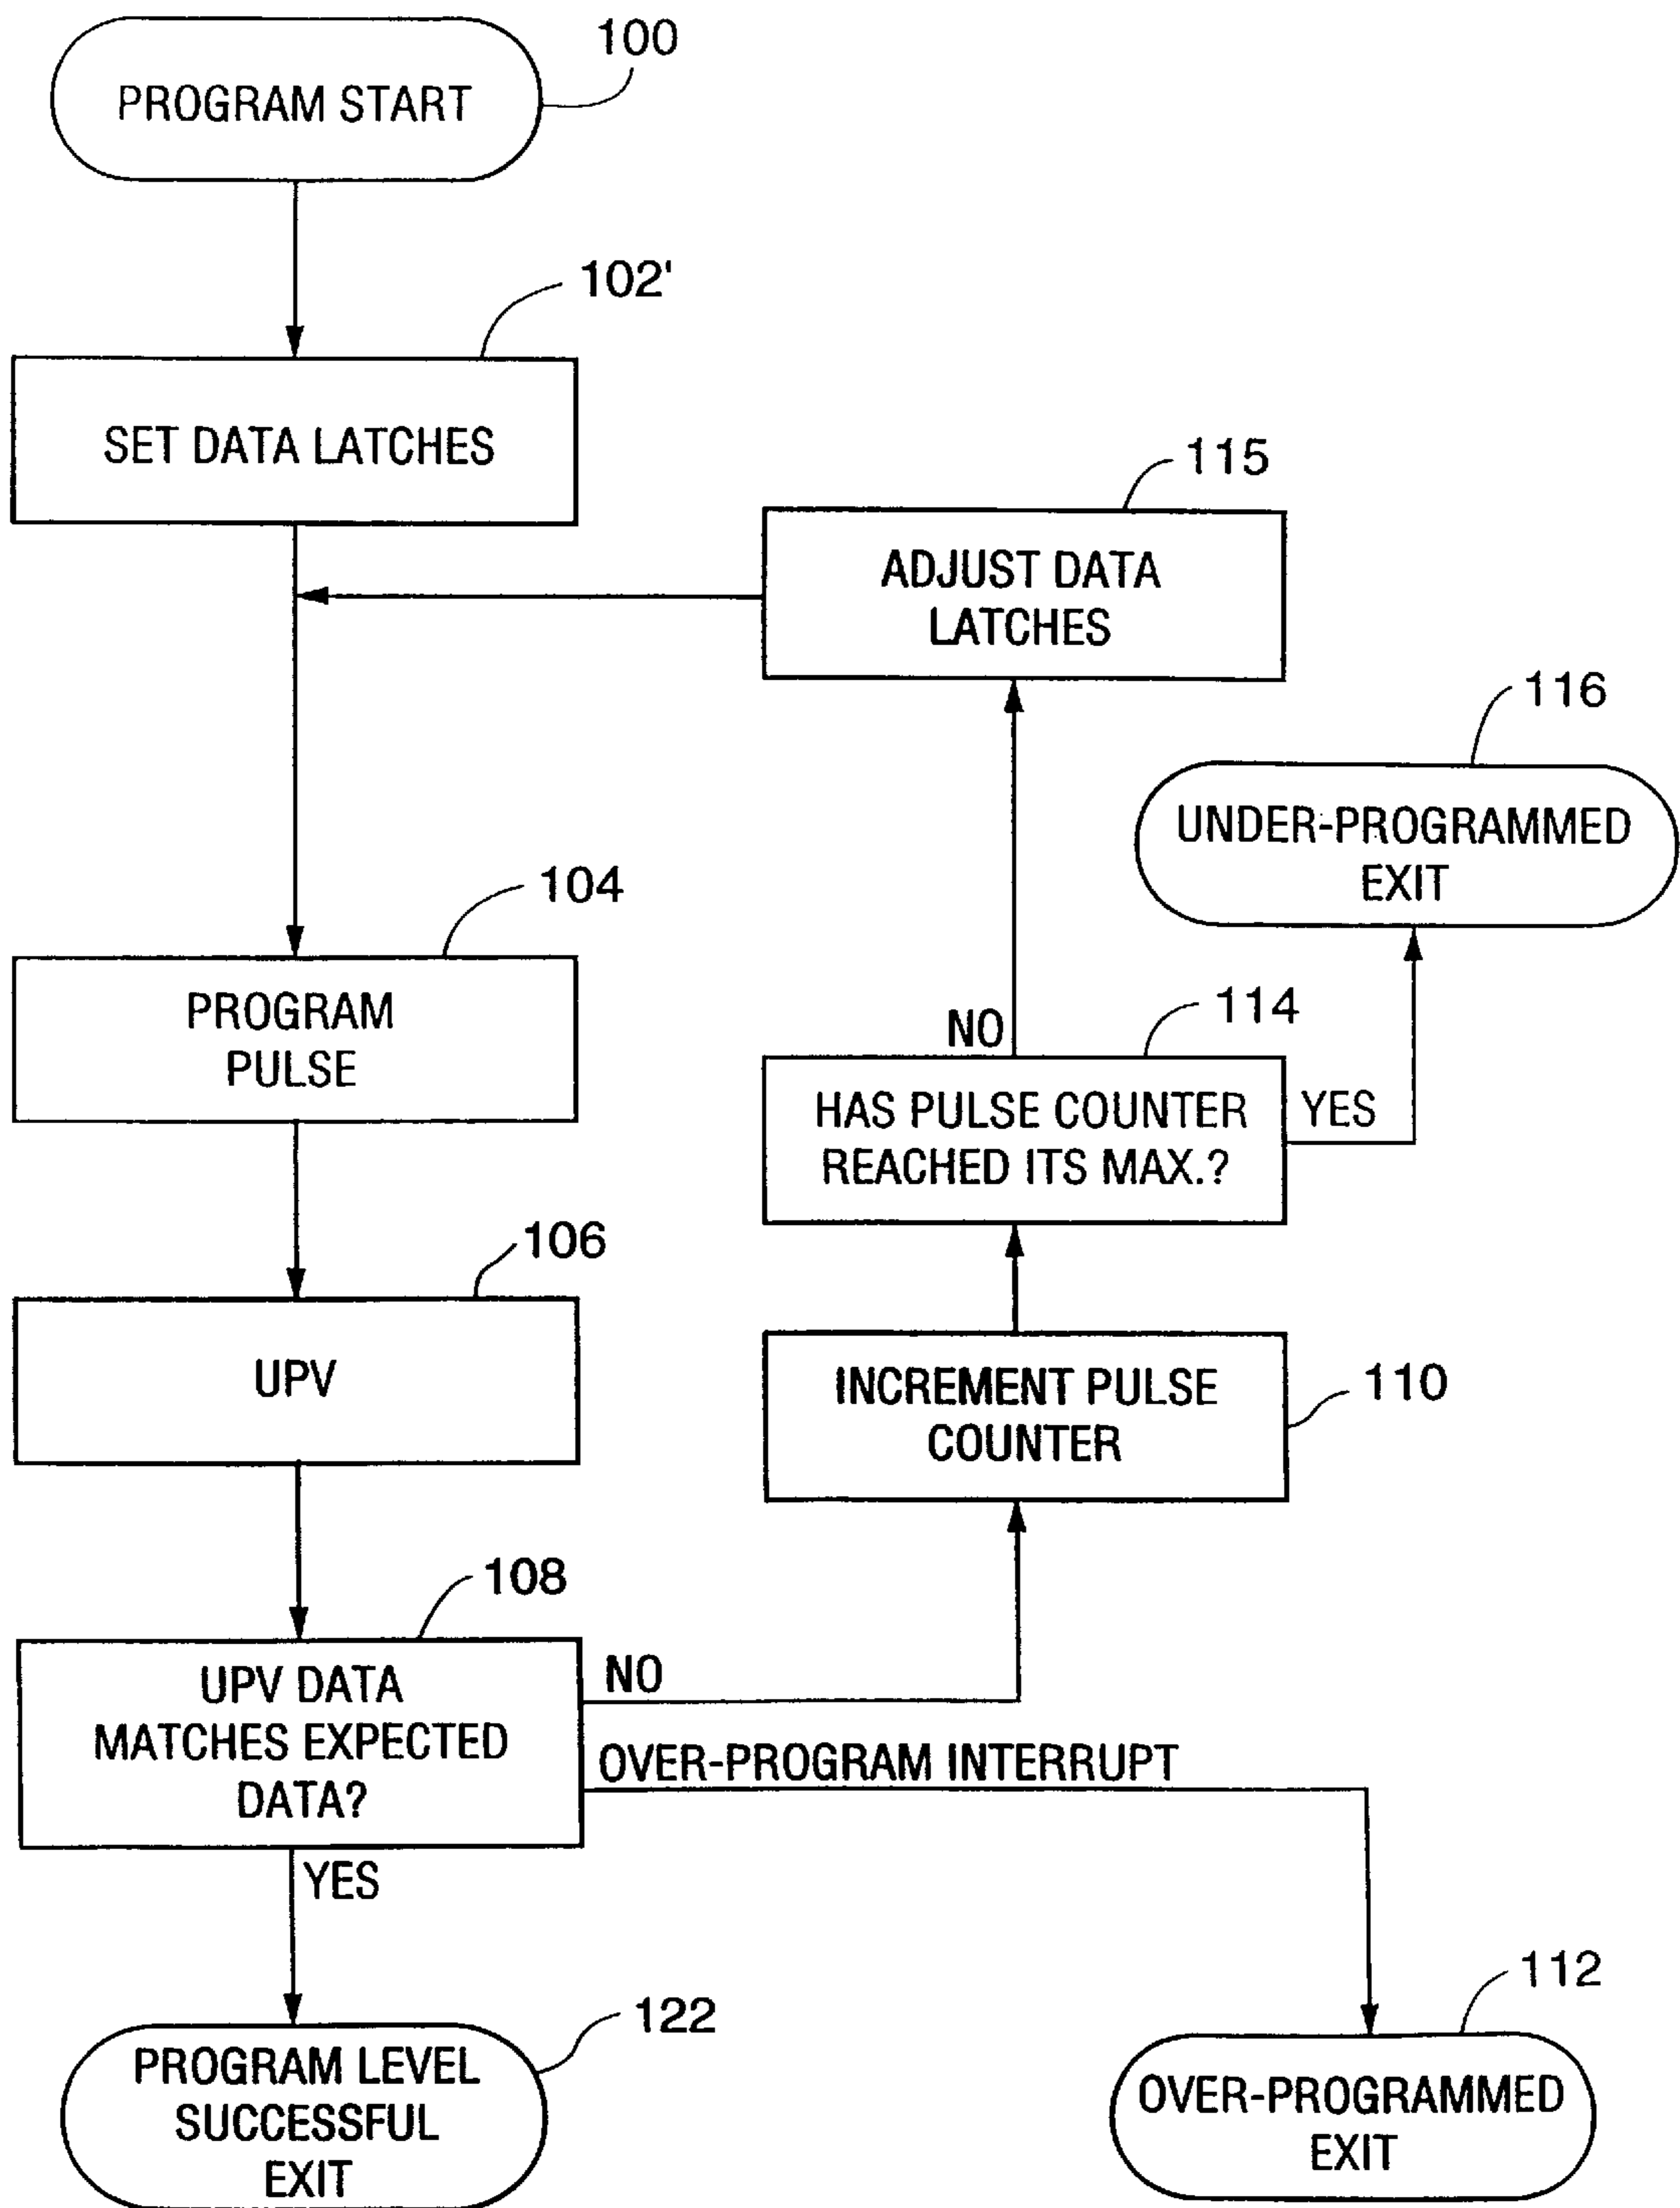 100
PROGRAM START
102'
SET DATA LATCHES
115
ADJUST DATA
LATCHES
116
UNDER-PROGRAMMED
EXIT
104
PROGRAM
PULSE
114
NO
HAS PULSE COUNTER
REACHED ITS MAX.?
YES
106
UPV
110
INCREMENT PULSE
COUNTER
108
UPV DATA
MATCHES EXPECTED
DATA?
NO
OVER-PROGRAM INTERRUPT
YES
122
PROGRAM LEVEL
SUCCESSFUL
EXIT
112
OVER-PROGRAMMED
EXIT